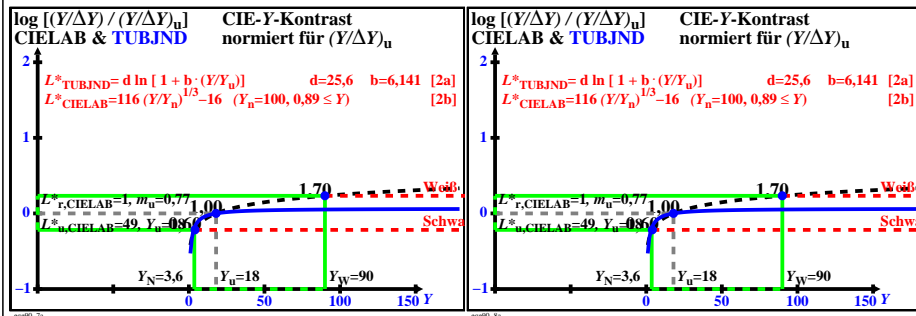 log [(Y/ΔY) / (Y/ΔY)u] CIE-Y-Kontrast
CIELAB & TUBJND normiert für (Y/ΔY)u
2
L*TUBJND= d ln [ 1 + b·(Y/Yu)] d=25,6 b=6,141 [2a]
L*CIELAB=116 (Y/Yn)^1/3−16 (Yn=100, 0,89 ≤ Y) [2b]
1
1,70
Weiße
L*r,CIELAB=1, mu=0,77
1,00
0
L*u,CIELAB=49, Yu=18
Schwa
YN=3,6 Yu=18 YW=90
−1
0 50 100 150 Y
log [(Y/ΔY) / (Y/ΔY)u] CIE-Y-Kontrast
CIELAB & TUBJND normiert für (Y/ΔY)u
2
L*TUBJND= d ln [ 1 + b·(Y/Yu)] d=25,6 b=6,141 [2a]
L*CIELAB=116 (Y/Yn)^1/3−16 (Yn=100, 0,89 ≤ Y) [2b]
1
1,70
Weiße
L*r,CIELAB=1, mu=0,77
1,00
0
L*u,CIELAB=49, Yu=18
Schwa
YN=3,6 Yu=18 YW=90
−1
0 50 100 150 Y